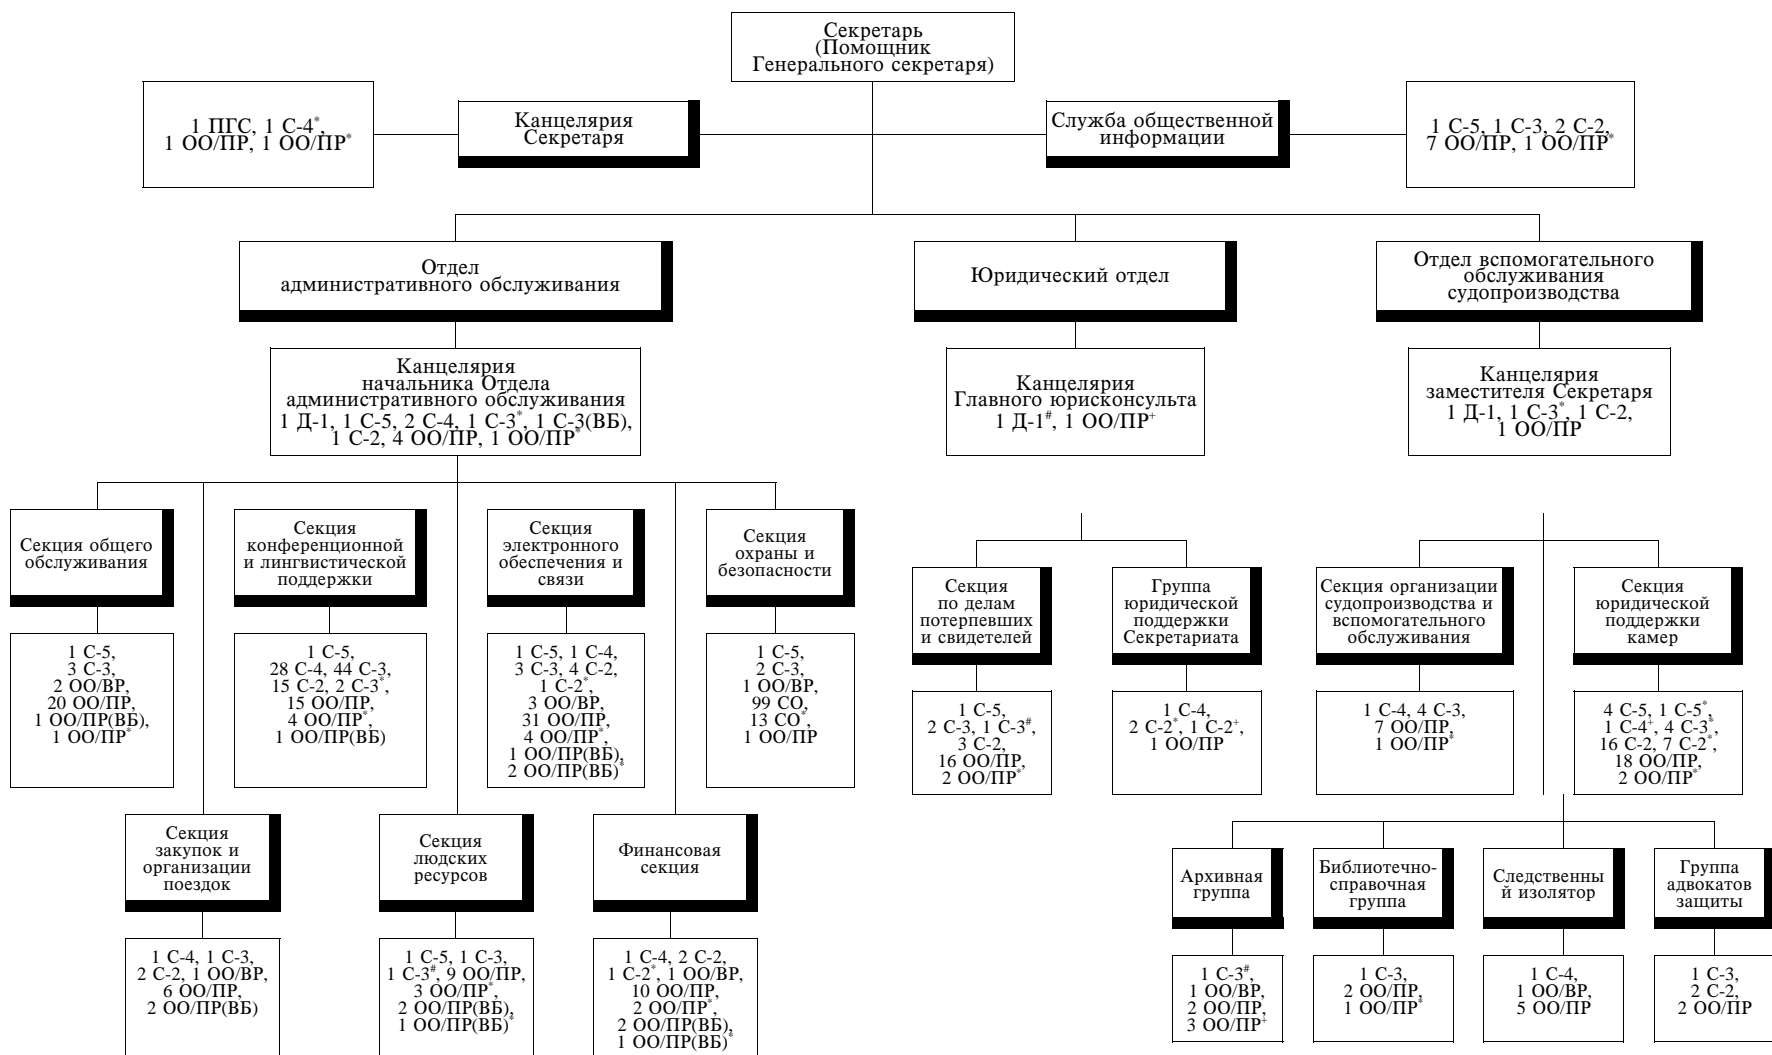 Секретарь
(Помощник
Генерального секретаря)
1 ПГС, 1 С-4*,
1 ОО/ПР, 1 ОО/ПР*
Канцелярия
Секретаря
Служба общественной
информации
1 С-5, 1 С-3, 2 С-2,
7 ОО/ПР, 1 ОО/ПР*
Отдел
административного обслуживания
Юридический отдел
Отдел вспомогательного
обслуживания
судопроизводства
Канцелярия
начальника Отдела
административного обслуживания
1 Д-1, 1 С-5, 2 С-4, 1 С-3*, 1 С-3(ВБ),
1 С-2, 4 ОО/ПР, 1 ОО/ПР*
Канцелярия
Главного юрисконсульта
1 Д-1#, 1 ОО/ПР+
Канцелярия
заместителя Секретаря
1 Д-1, 1 С-3*, 1 С-2,
1 ОО/ПР
Секция общего
обслуживания
Секция
конференционной
и лингвистической
поддержки
Секция
электронного
обеспечения и
связи
Секция
охраны и
безопасности
Секция
по делам
потерпевших
и свидетелей
Группа
юридической
поддержки
Секретариата
Секция организации
судопроизводства и
вспомогательного
обслуживания
Секция
юридической
поддержки
камер
1 С-5,
3 С-3,
2 ОО/ВР,
20 ОО/ПР,
1 ОО/ПР(ВБ),
1 ОО/ПР*
1 С-5,
28 С-4, 44 С-3,
15 С-2, 2 С-3*,
15 ОО/ПР,
4 ОО/ПР*,
1 ОО/ПР(ВБ)
1 С-5, 1 С-4,
3 С-3, 4 С-2,
1 С-2*,
3 ОО/ВР,
31 ОО/ПР,
4 ОО/ПР*,
1 ОО/ПР(ВБ),
2 ОО/ПР(ВБ)*
1 С-5,
2 С-3,
1 ОО/ВР,
99 СО,
13 СО*,
1 ОО/ПР
1 С-5,
2 С-3, 1 С-3#,
3 С-2,
16 ОО/ПР,
2 ОО/ПР*
1 С-4,
2 С-2*, 1 С-2+,
1 ОО/ПР
1 С-4, 4 С-3,
7 ОО/ПР,
1 ОО/ПР*
4 С-5, 1 С-5*,
1 С-4+, 4 С-3*,
16 С-2, 7 С-2*,
18 ОО/ПР,
2 ОО/ПР*
Секция
закупок и
организации
поездок
Секция
людских
ресурсов
Финансовая
секция
Архивная
группа
Библиотечно-
справочная
группа
Следственны
й изолятор
Группа
адвокатов
защиты
1 С-4, 1 С-3,
2 С-2, 1 ОО/ВР,
6 ОО/ПР,
2 ОО/ПР(ВБ)
1 С-5, 1 С-3,
1 С-3#, 9 ОО/ПР,
3 ОО/ПР*,
2 ОО/ПР(ВБ),
1 ОО/ПР(ВБ)*
1 С-4, 2 С-2,
1 С-2*, 1 ОО/ВР,
10 ОО/ПР,
2 ОО/ПР*,
2 ОО/ПР(ВБ),
1 ОО/ПР(ВБ)*
1 С-3#,
1 ОО/ВР,
2 ОО/ПР,
3 ОО/ПР+
1 С-3,
2 ОО/ПР,
1 ОО/ПР*
1 С-4,
1 ОО/ВР,
5 ОО/ПР
1 С-3,
2 С-2,
2 ОО/ПР